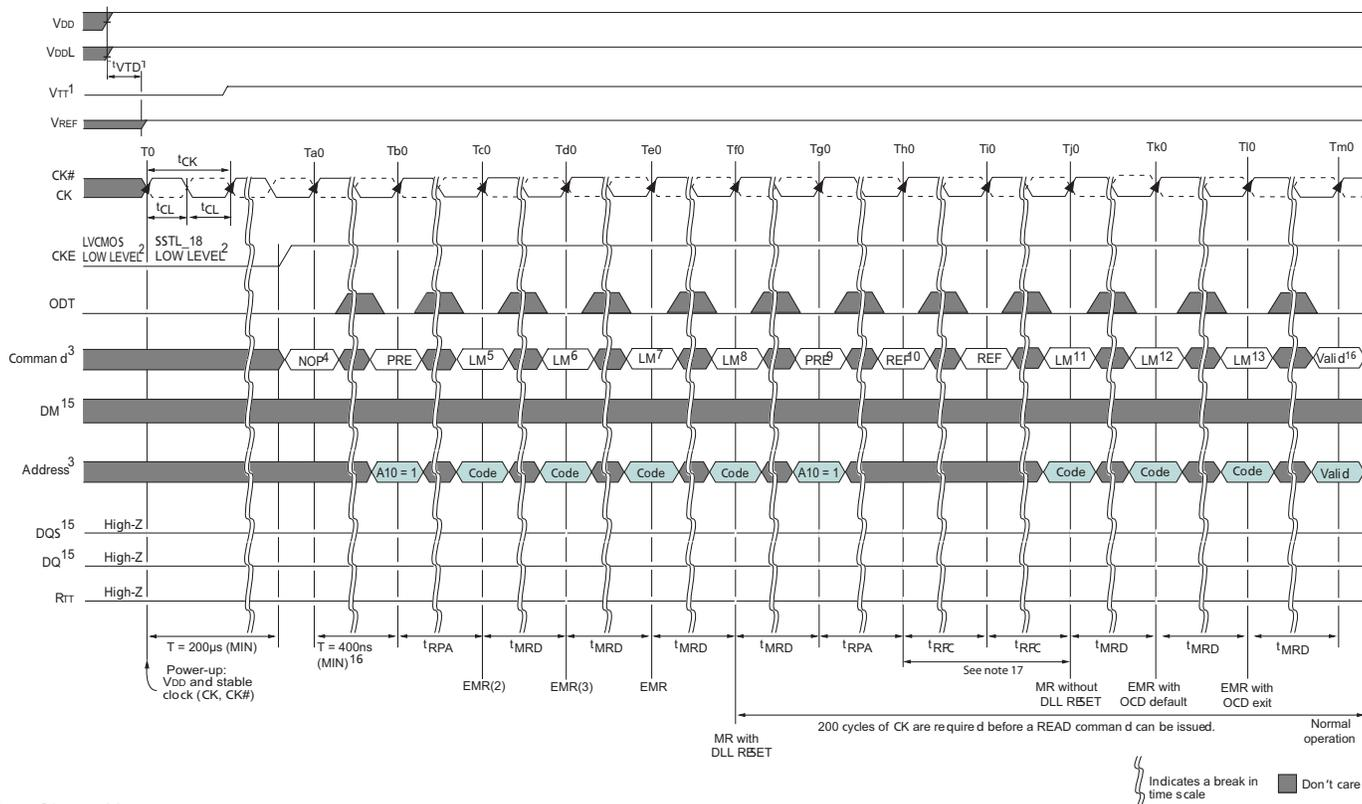 VDD
VDDL
tVTD1
VTT1
VREF
T0 Ta0 Tb0 Tc0 Td0 Te0 Tf0 Tg0 Th0 Ti0 Tj0 Tk0 Tl0 Tm0
tCK
CK#
CK
tCL tCL
CKE LVCMOS LOW LEVEL2 SSTL_18 LOW LEVEL2
ODT
Command3 NOP4 PRE LM5 LM6 LM7 LM8 PRE9 REF10 REF LM11 LM12 LM13 Valid16
DM15
Address3 A10 = 1 Code Code Code Code A10 = 1 Code Code Code Valid
DQS15 High-Z
DQ15 High-Z
RTT High-Z
T = 200µs (MIN) T = 400ns (MIN)16 tRPA tMRD tMRD tMRD tMRD tRPA tRFC tRFC tMRD tMRD tMRD
See note 17
Power-up:
VDD and stable
clock (CK, CK#)
EMR(2) EMR(3) EMR
MR without
DLL RESET
EMR with
OCD default
EMR with
OCD exit
MR with
DLL RESET
200 cycles of CK are required before a READ command can be issued.
Normal
operation
Indicates a break in
time scale
Don't care